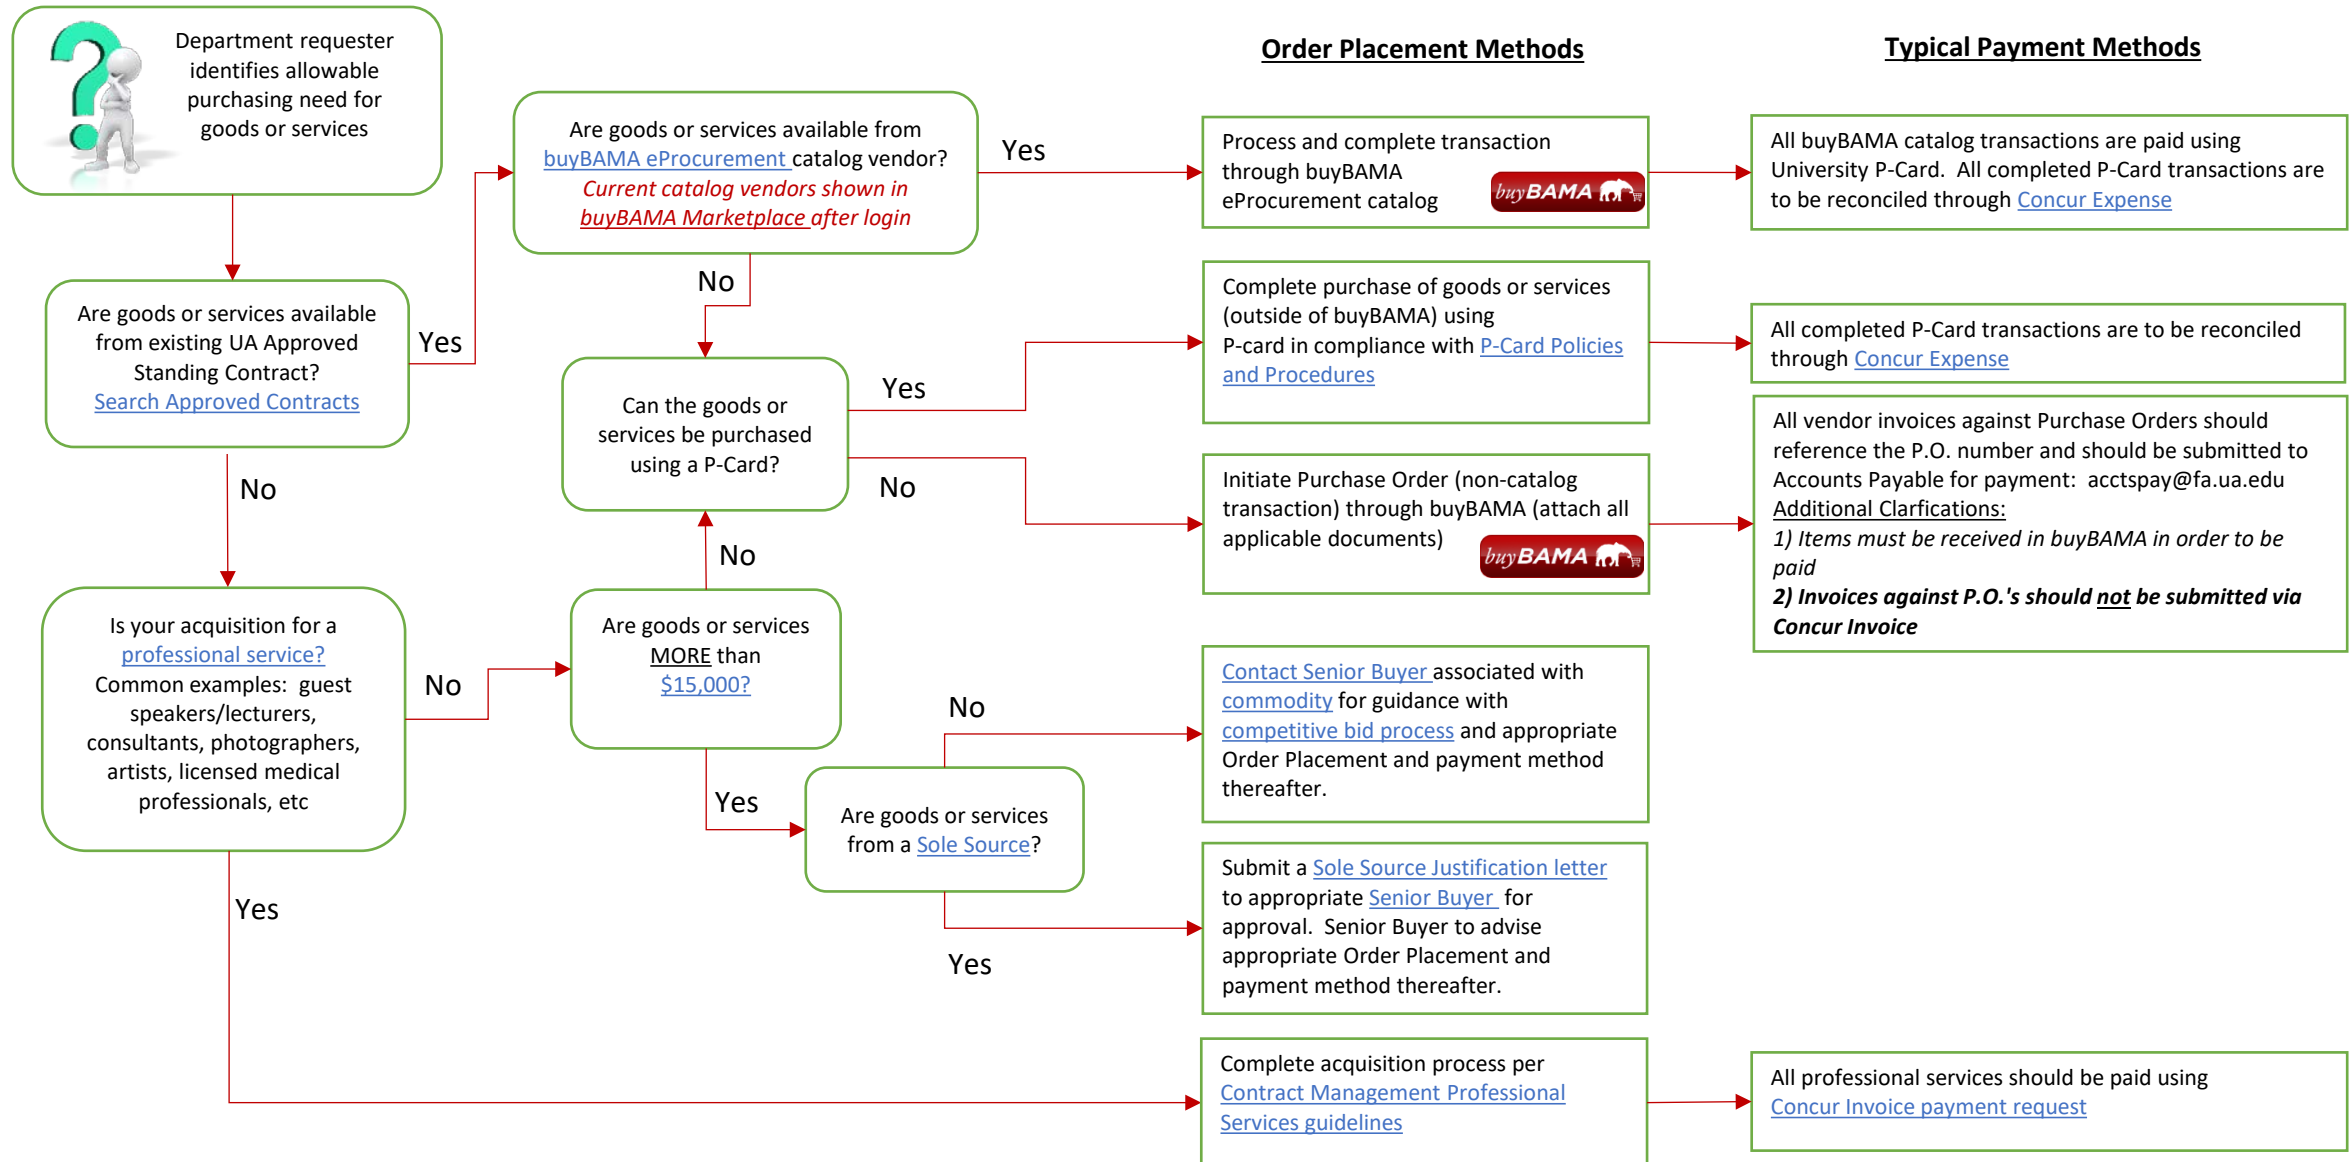 Department requester
identifies allowable
purchasing need for
goods or services
Order Placement Methods
Typical Payment Methods
Are goods or services available from
buyBAMA eProcurement catalog vendor?
Current catalog vendors shown in
buyBAMA Marketplace after login
Yes
Process and complete transaction
through buyBAMA
eProcurement catalog
buyBAMA
All buyBAMA catalog transactions are paid using
University P-Card.  All completed P-Card transactions are
to be reconciled through Concur Expense
No
Are goods or services available
from existing UA Approved
Standing Contract?
Search Approved Contracts
Yes
Complete purchase of goods or services
(outside of buyBAMA) using
P-card in compliance with P-Card Policies
and Procedures
All completed P-Card transactions are to be reconciled
through Concur Expense
Can the goods or
services be purchased
using a P-Card?
Yes
No
Initiate Purchase Order (non-catalog
transaction) through buyBAMA (attach all
applicable documents)
buyBAMA
All vendor invoices against Purchase Orders should
reference the P.O. number and should be submitted to
Accounts Payable for payment:  acctspay@fa.ua.edu
Additional Clarfications:
1) Items must be received in buyBAMA in order to be
paid
2) Invoices against P.O.'s should not be submitted via
Concur Invoice
No
No
Is your acquisition for a
professional service?
Common examples:  guest
speakers/lecturers,
consultants, photographers,
artists, licensed medical
professionals, etc
No
Are goods or services
MORE than
$15,000?
Yes
No
Contact Senior Buyer associated with
commodity for guidance with
competitive bid process and appropriate
Order Placement and payment method
thereafter.
Are goods or services
from a Sole Source?
Yes
Submit a Sole Source Justification letter
to appropriate Senior Buyer  for
approval.  Senior Buyer to advise
appropriate Order Placement and
payment method thereafter.
Yes
Complete acquisition process per
Contract Management Professional
Services guidelines
All professional services should be paid using
Concur Invoice payment request